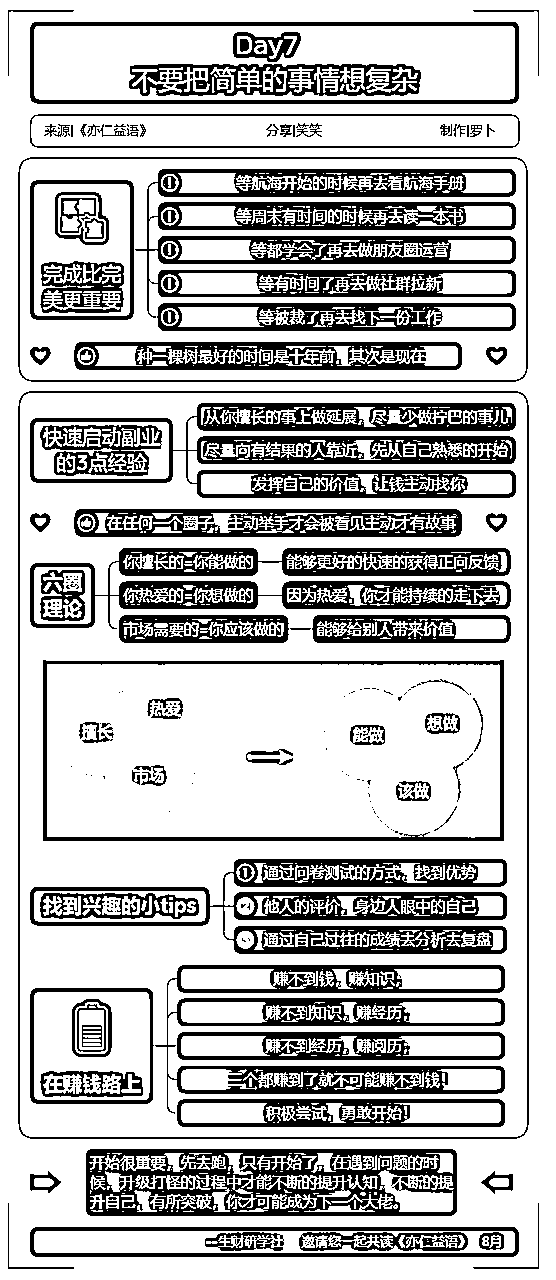 Day7
不要把简单的事情想复杂
来源|《亦仁益语》 分享|笑笑 制作|罗卜
完成比完
美更重要
等航海开始的时候再去看航海手册
等周末有时间的时候再去读一本书
等都学会了再去做朋友圈运营
等有时间了再去做社群拉新
等被裁了再去找下一份工作
种一棵树最好的时间是十年前，其次是现在
快速启动副业
的3点经验
从你擅长的事上做延展，尽量少做拧巴的事儿
尽量向有结果的人靠近，先从自己熟悉的开始
发挥自己的价值，让钱主动找你
在任何一个圈子，主动举手才会被看见主动才有故事
六圈
理论
你擅长的=你能做的 能够更好的快速的获得正向反馈
你热爱的=你想做的 因为热爱，你才能持续的走下去
市场需要的=你应该做的 能够给别人带来价值
热爱
擅长
市场
能做
想做
该做
找到兴趣的小tips
1 通过问卷测试的方式，找到优势
2 他人的评价，身边人眼中的自己
3 通过自己过往的成绩去分析去复盘
在赚钱路上
赚不到钱，赚知识；
赚不到知识，赚经历；
赚不到经历，赚阅历；
三个都赚到了就不可能赚不到钱！
积极尝试，勇敢开始！
开始很重要，先去跑，只有开始了，在遇到问题的时
候，升级打怪的过程中才能不断的提升认知，不断的提
升自己，有所突破，你才可能成为下一个大佬。
—生财研学社 邀请您一起共读《亦仁益语》 8月